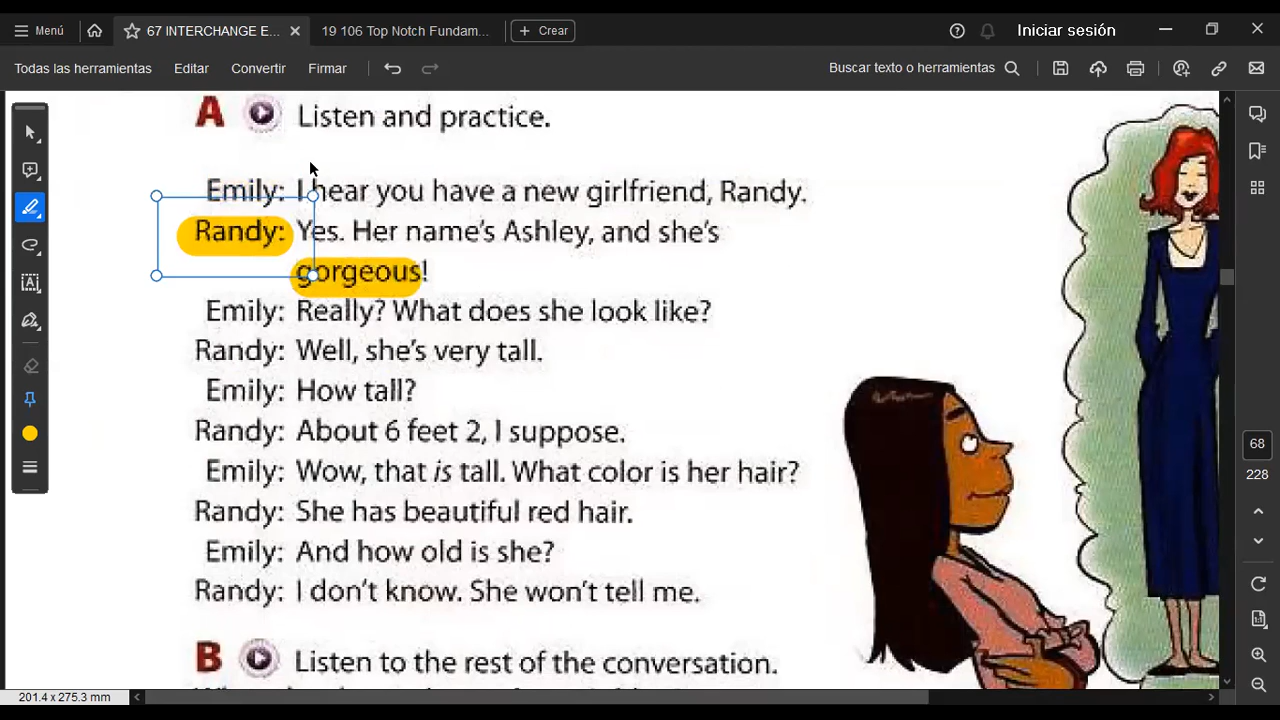 Menú
67 INTERCHANGE E...
19 106 Top Notch Fundam...
Crear
Iniciar sesión
Todas las herramientas
Editar
Convertir
Firmar
Buscar texto o herramientas
A Listen and practice.
Emily: I hear you have a new girlfriend, Randy.
Randy: Yes. Her name's Ashley, and she's
gorgeous!
Emily: Really? What does she look like?
Randy: Well, she's very tall.
Emily: How tall?
Randy: About 6 feet 2, I suppose.
Emily: Wow, that is tall. What color is her hair?
Randy: She has beautiful red hair.
Emily: And how old is she?
Randy: I don't know. She won't tell me.
B Listen to the rest of the conversation.
68
228
201.4 x 275.3 mm